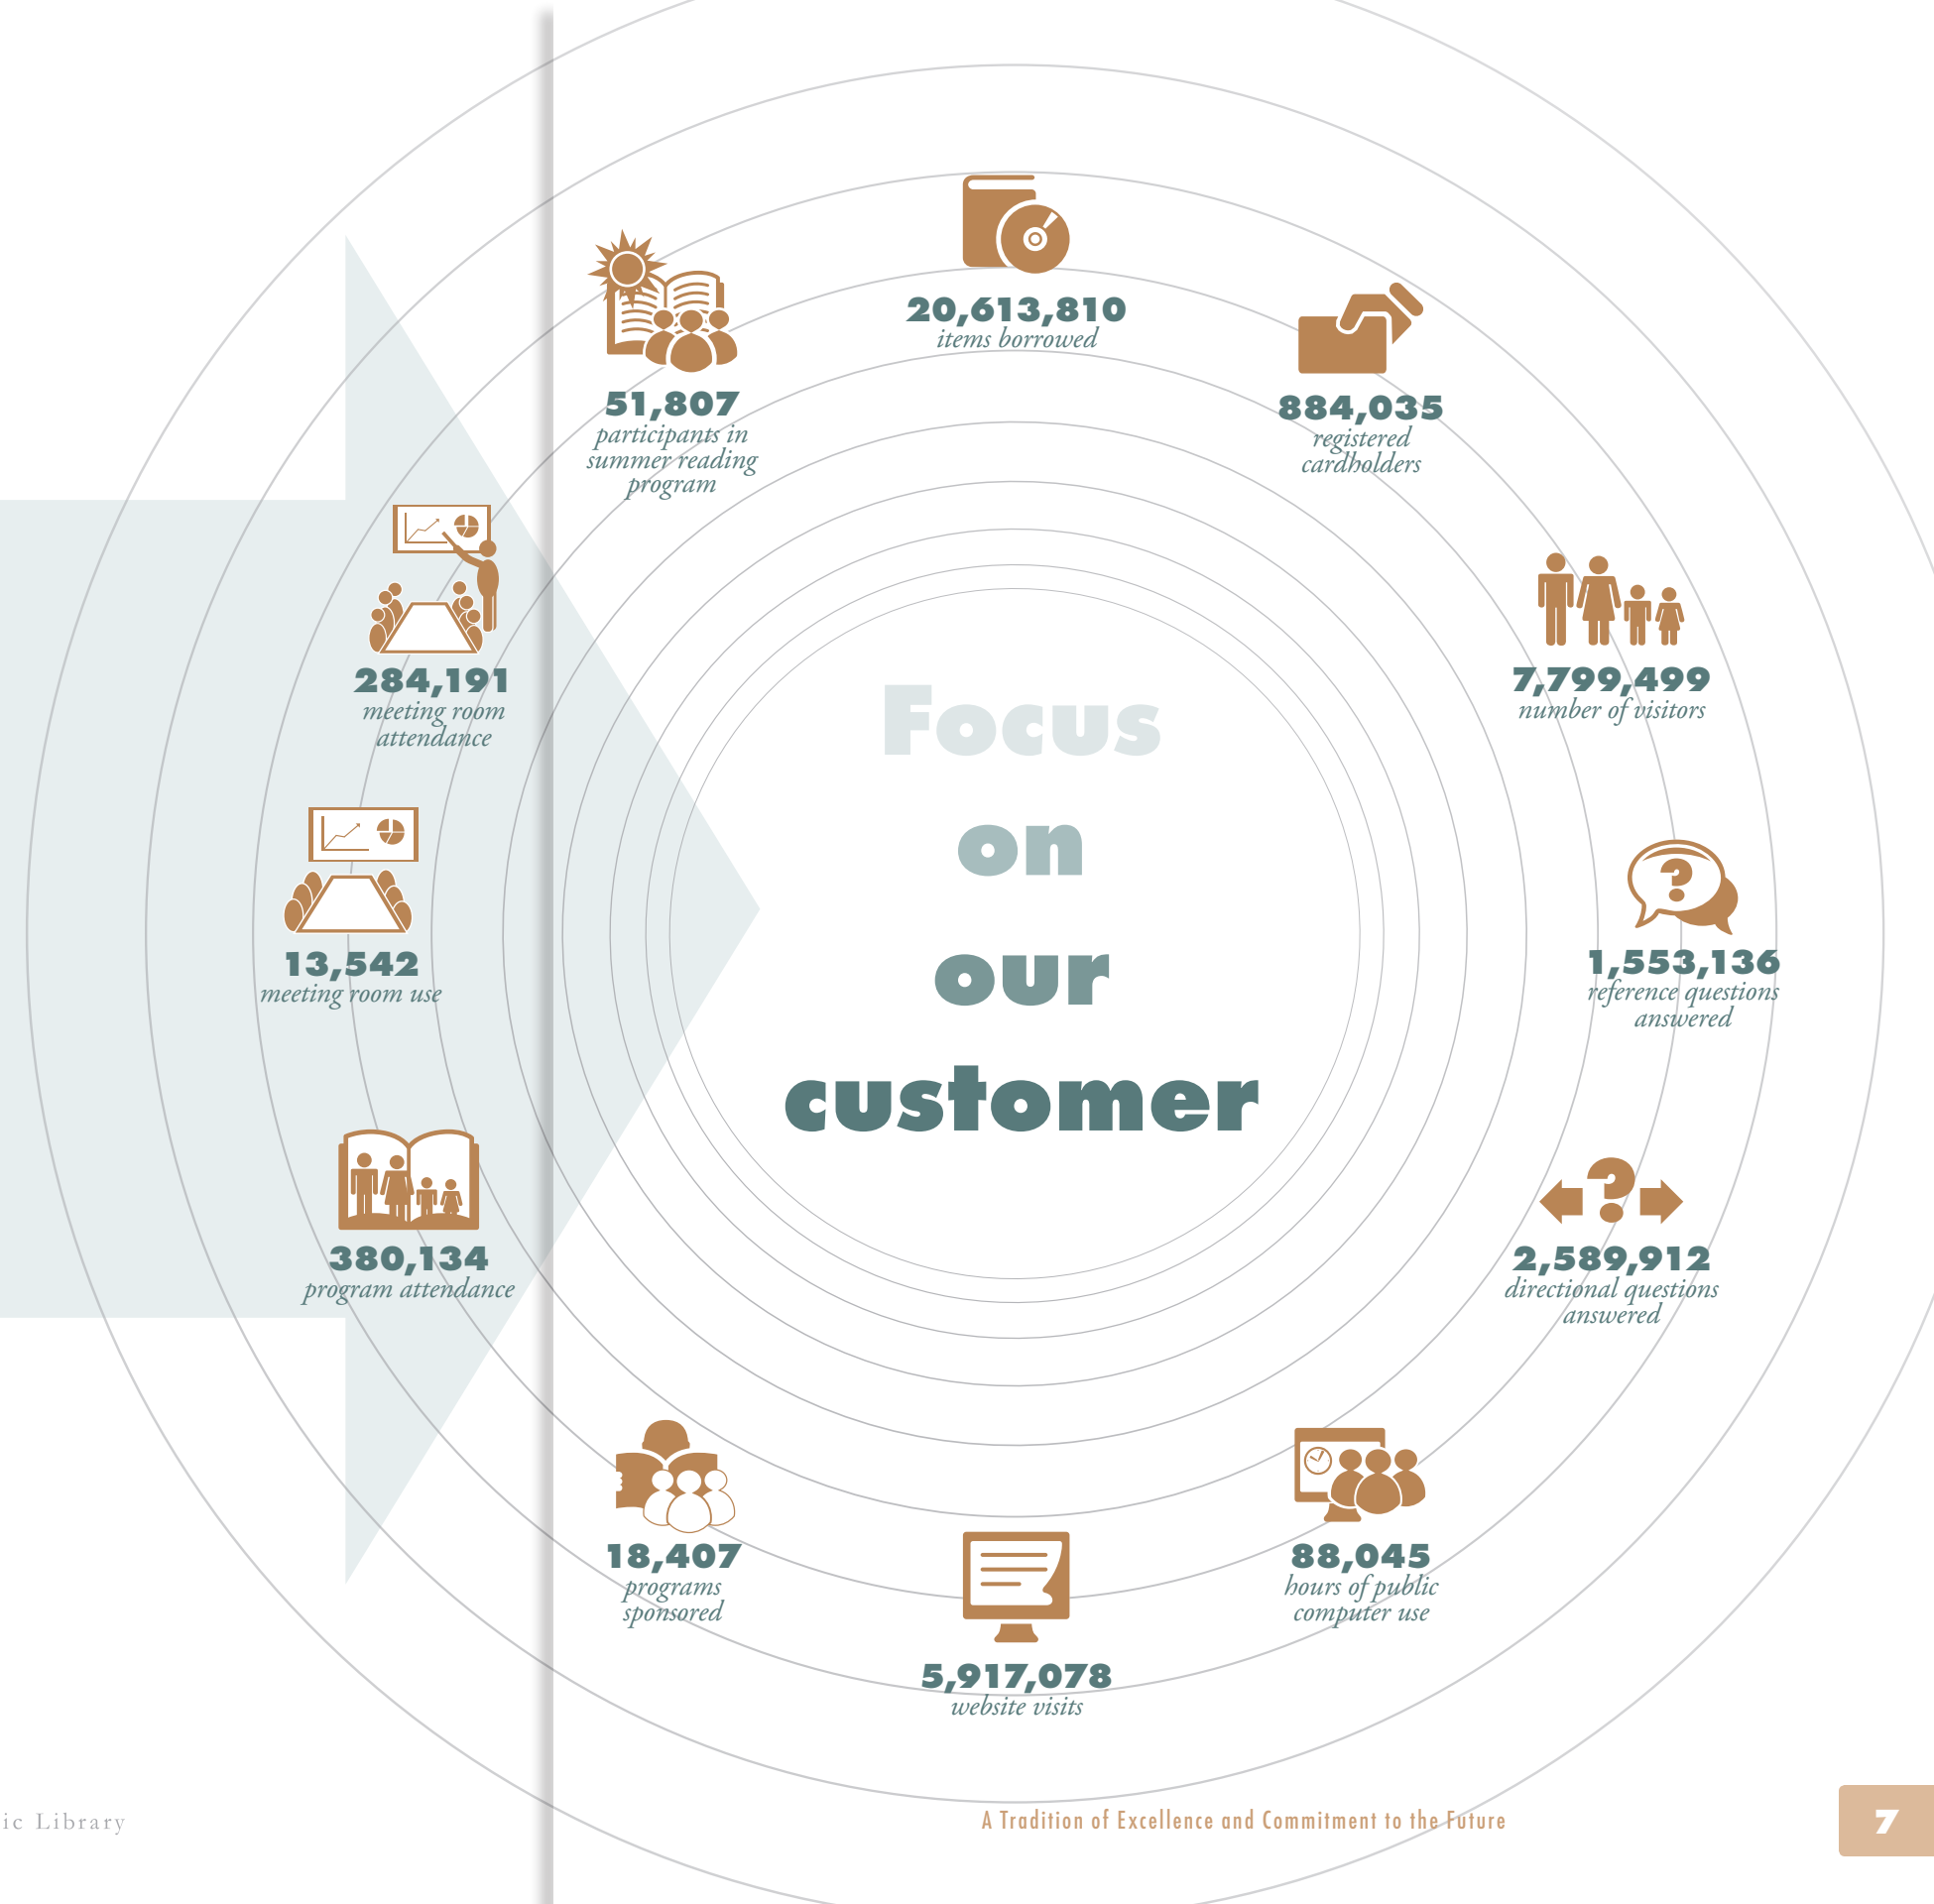 20,613,810
items borrowed
884,035
registered
cardholders
7,799,499
number of visitors
1,553,136
reference questions
answered
2,589,912
directional questions
answered
88,045
hours of public
computer use
5,917,078
website visits
18,407
programs
sponsored
380,134
program attendance
13,542
meeting room use
284,191
meeting room
attendance
51,807
participants in
summer reading
program
Focus
on
our
customer
ic Library
A Tradition of Excellence and Commitment to the Future
7